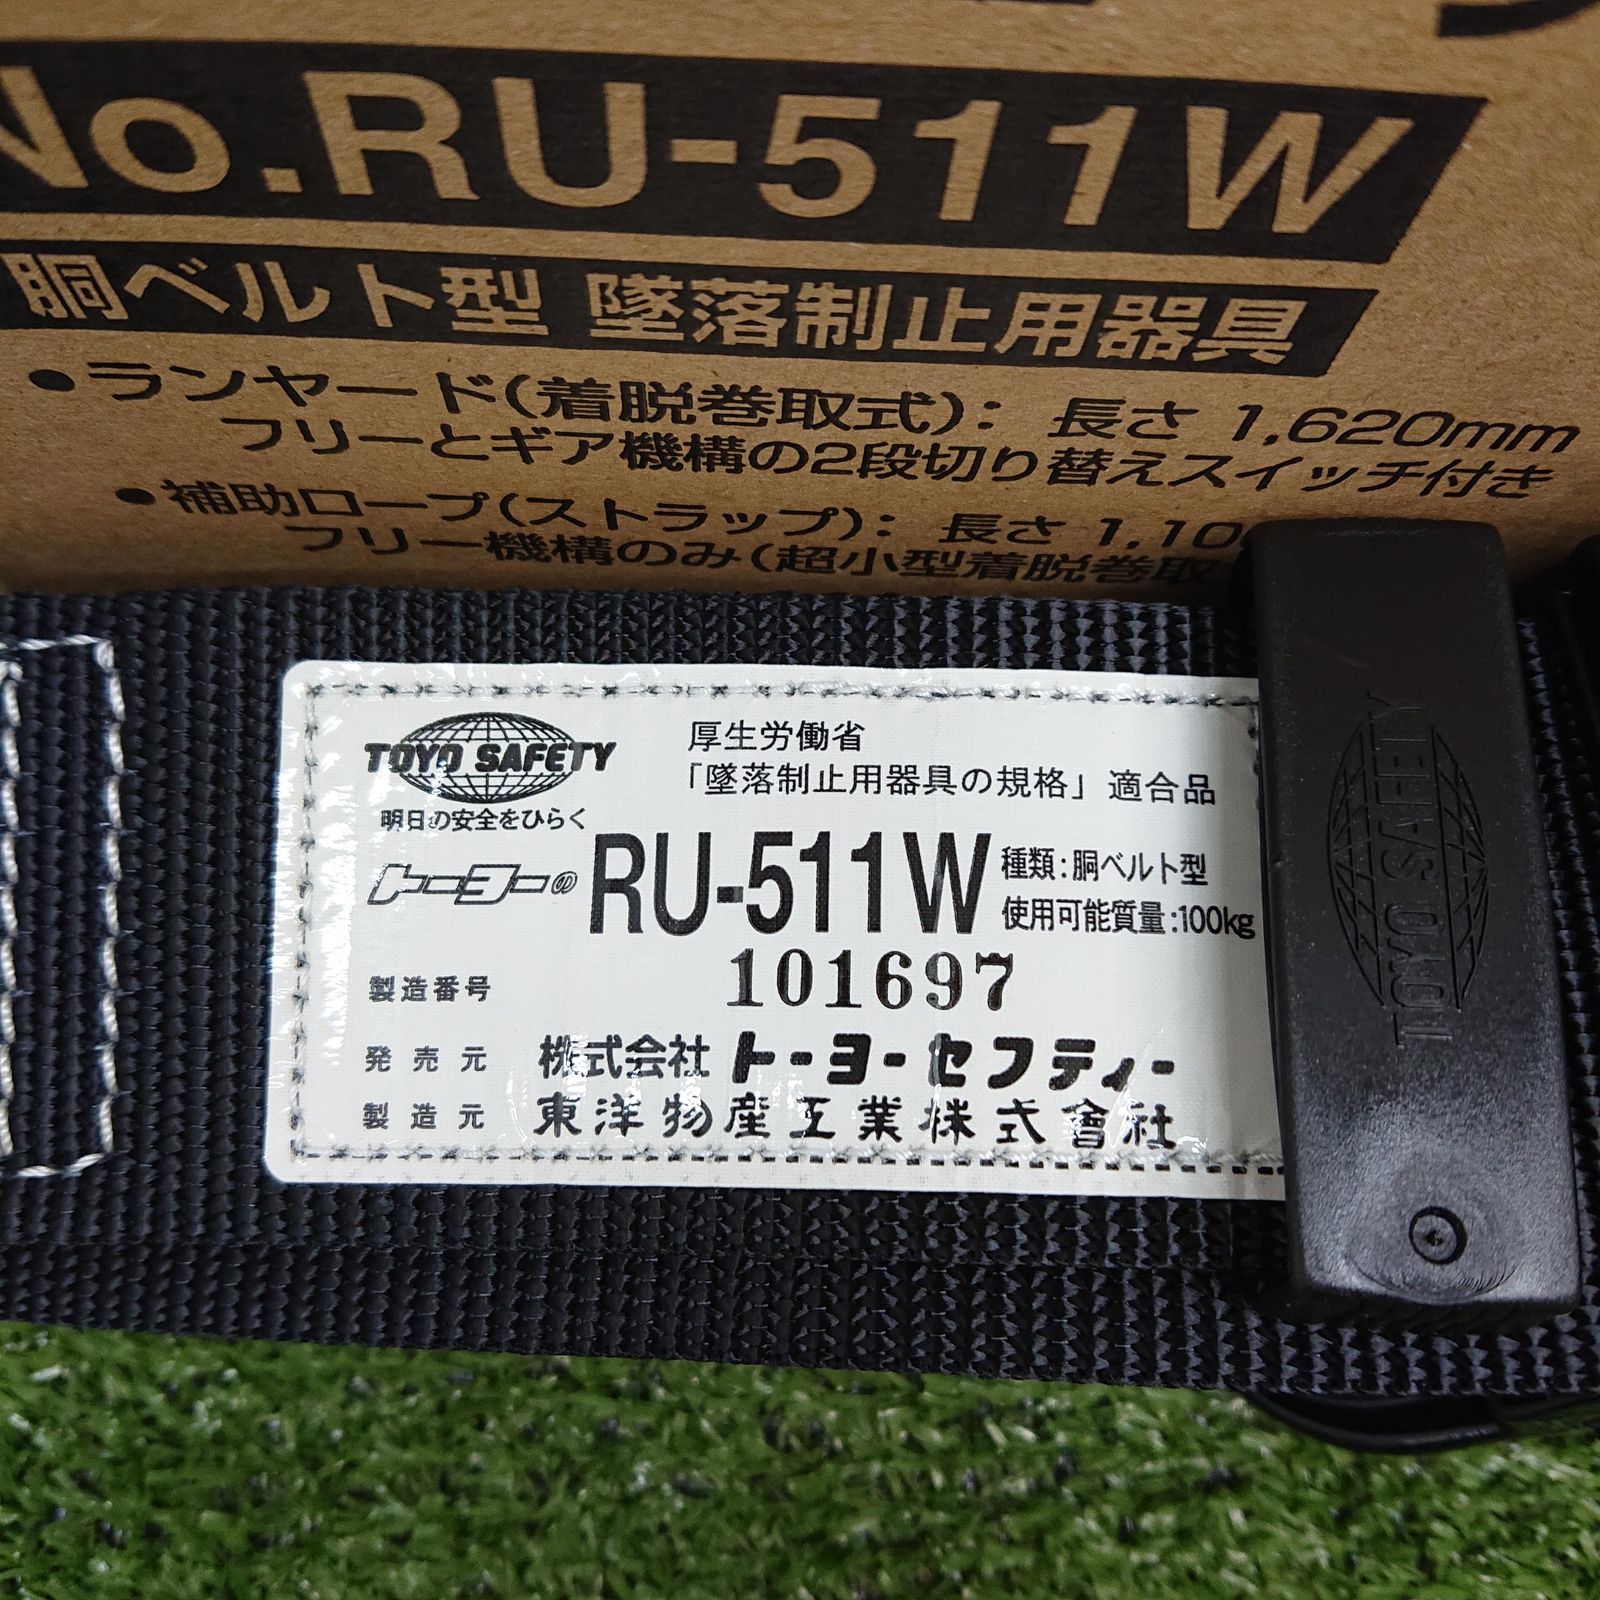 No.RU-511W
胴ベルト型 墜落制止用器具
●ランヤード(着脱巻取式): 長さ 1,620mm
フリーとギア機構の2段切り替えスイッチ付き
●補助ロープ(ストラップ): 長さ 1,10
フリー機構のみ(超小型着脱巻取
TOYO SAFETY
明日の安全をひらく
厚生労働省
「墜落制止用器具の規格」適合品
トーヨーの RU-511W
種類:胴ベルト型
使用可能質量:100kg
製造番号 101697
発売元 株式会社 トーヨーセフティー
製造元 東洋物産工業株式會社
TOYO SAFETY